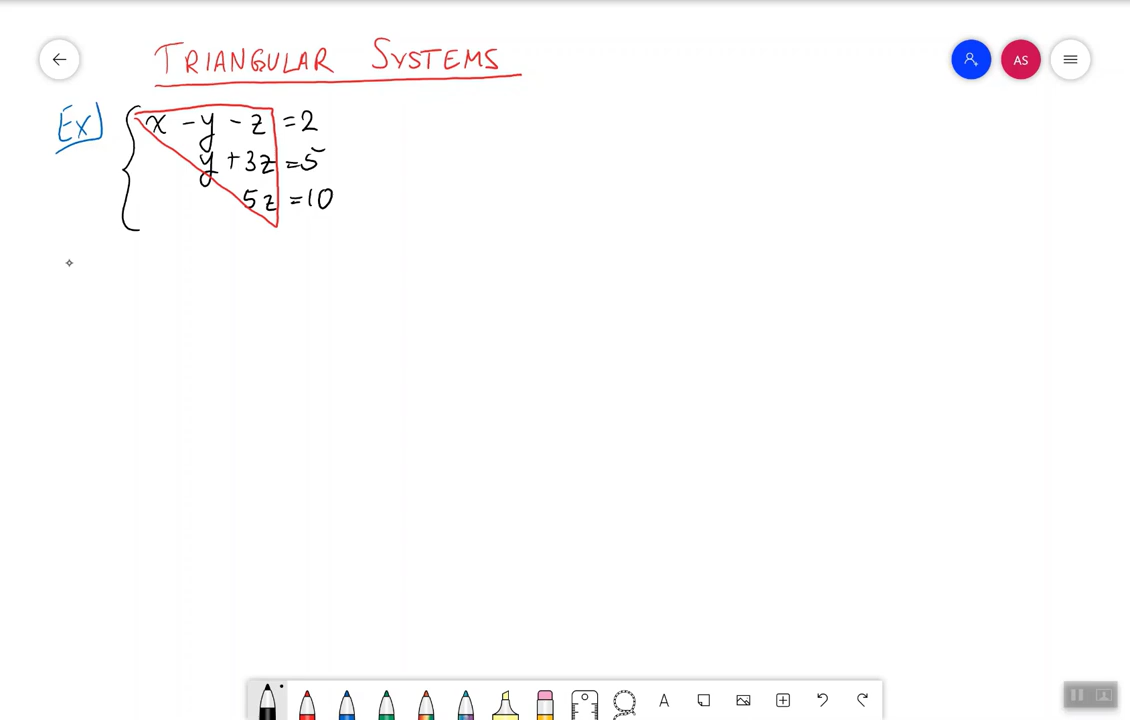 TRIANGULAR SYSTEMS
AS
Ex)
x - y - z = 2
y + 3z = 5
5z = 10
A